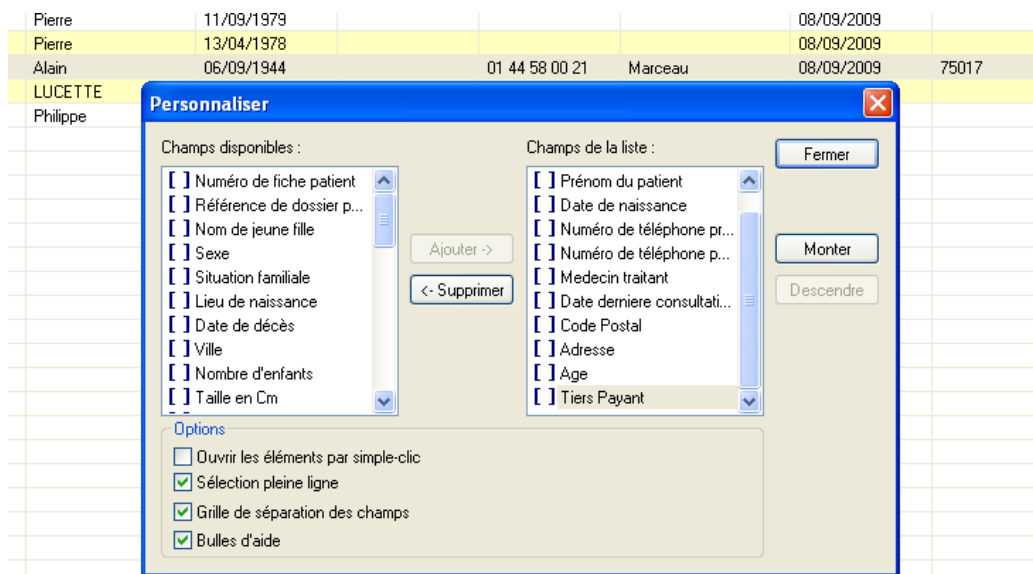 Pierre 11/09/1979 08/09/2009
Pierre 13/04/1978 08/09/2009
Alain 06/09/1944 01 44 58 00 21 Marceau 08/09/2009 75017
LUCETTE
Philippe
Personnaliser
Champs disponibles :
[ ] Numéro de fiche patient
[ ] Référence de dossier p...
[ ] Nom de jeune fille
[ ] Sexe
[ ] Situation familiale
[ ] Lieu de naissance
[ ] Date de décès
[ ] Ville
[ ] Nombre d'enfants
[ ] Taille en Cm
Ajouter ->
<- Supprimer
Champs de la liste :
[ ] Prénom du patient
[ ] Date de naissance
[ ] Numéro de téléphone pr...
[ ] Numéro de téléphone p...
[ ] Medecin traitant
[ ] Date derniere consultati...
[ ] Code Postal
[ ] Adresse
[ ] Age
[ ] Tiers Payant
Fermer
Monter
Descendre
Options
Ouvrir les éléments par simple-clic
Sélection pleine ligne
Grille de séparation des champs
Bulles d'aide